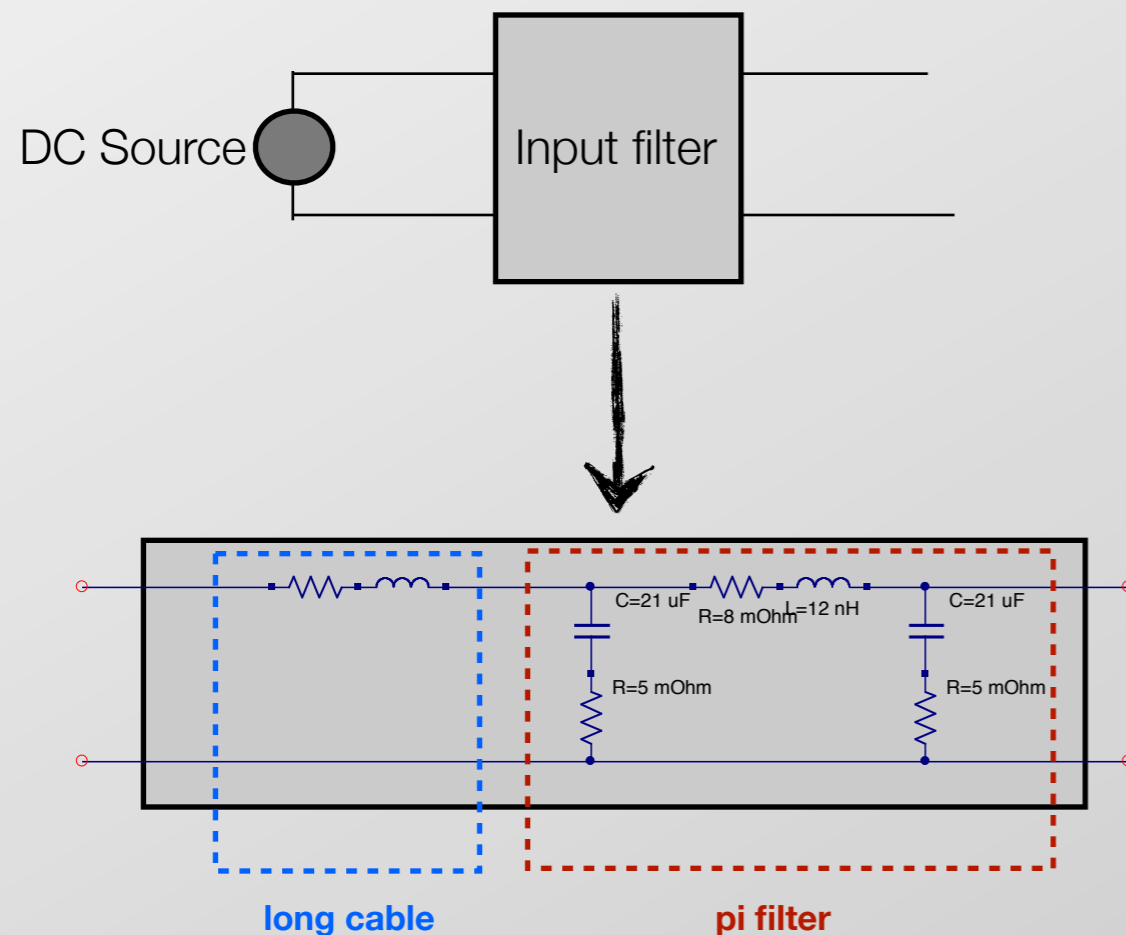 DC Source
Input filter
C=21 uF
R=8 mOhm
L=12 nH
C=21 uF
R=5 mOhm
R=5 mOhm
long cable
pi filter